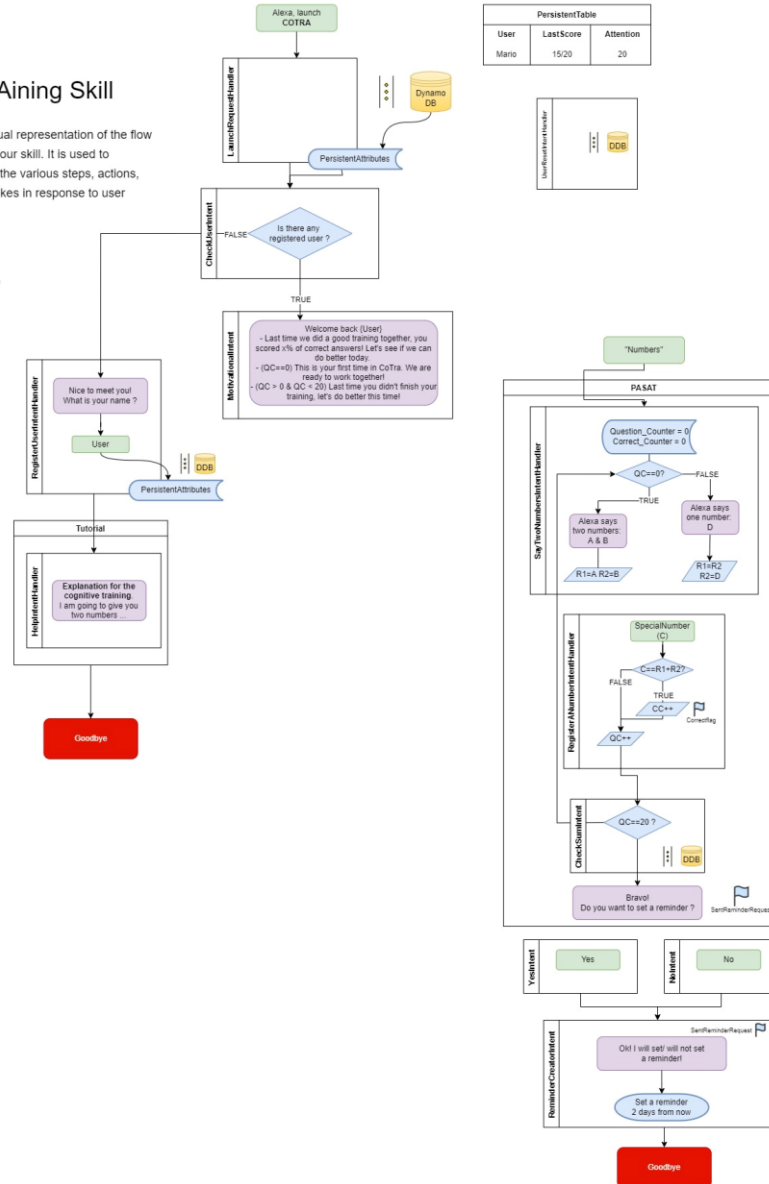 Alexa, launch
COTRA
PersistentTable
User LastScore Attention
Mario 15/20 20
LaunchRequestHandler
Dynamo
DB
PersistentAttributes
UserResetIntentHandler
DDB
Aining Skill
ual representation of the flow
our skill. It is used to
the various steps, actions,
kes in response to user
CheckUserIntent
Is there any
registered user ?
FALSE
TRUE
MotivationalIntent
Welcome back {User}
- Last time we did a good training together, you
scored x% of correct answers! Let's see if we can
do better today.
- (QC==0) This is your first time in CoTra. We are
ready to work together!
- (QC > 0 & QC < 20) Last time you didn't finish your
training, let's do better this time!
RegisterUserIntentHandler
Nice to meet you!
What is your name ?
User
DDB
PersistentAttributes
Tutorial
HelpIntentHandler
Explanation for the
cognitive training.
I am going to give you
two numbers ...
Goodbye
"Numbers"
PASAT
SayTwoNumbersIntentHandler
Question_Counter = 0
Correct_Counter = 0
QC==0?
FALSE
TRUE
Alexa says
two numbers:
A & B
Alexa says
one number:
D
R1=A R2=B
R1=R2
R2=D
RegisterANumberIntentHandler
SpecialNumber
(C)
C==R1+R2?
FALSE
TRUE
CC++
Correctflag
QC++
CheckSumIntent
QC==20 ?
DDB
Bravo!
Do you want to set a reminder ?
SentReminderReques
YesIntent
Yes
NoIntent
No
ReminderCreatorIntent
SentReminderRequest
Ok! I will set/ will not set
a reminder!
Set a reminder
2 days from now
Goodbye